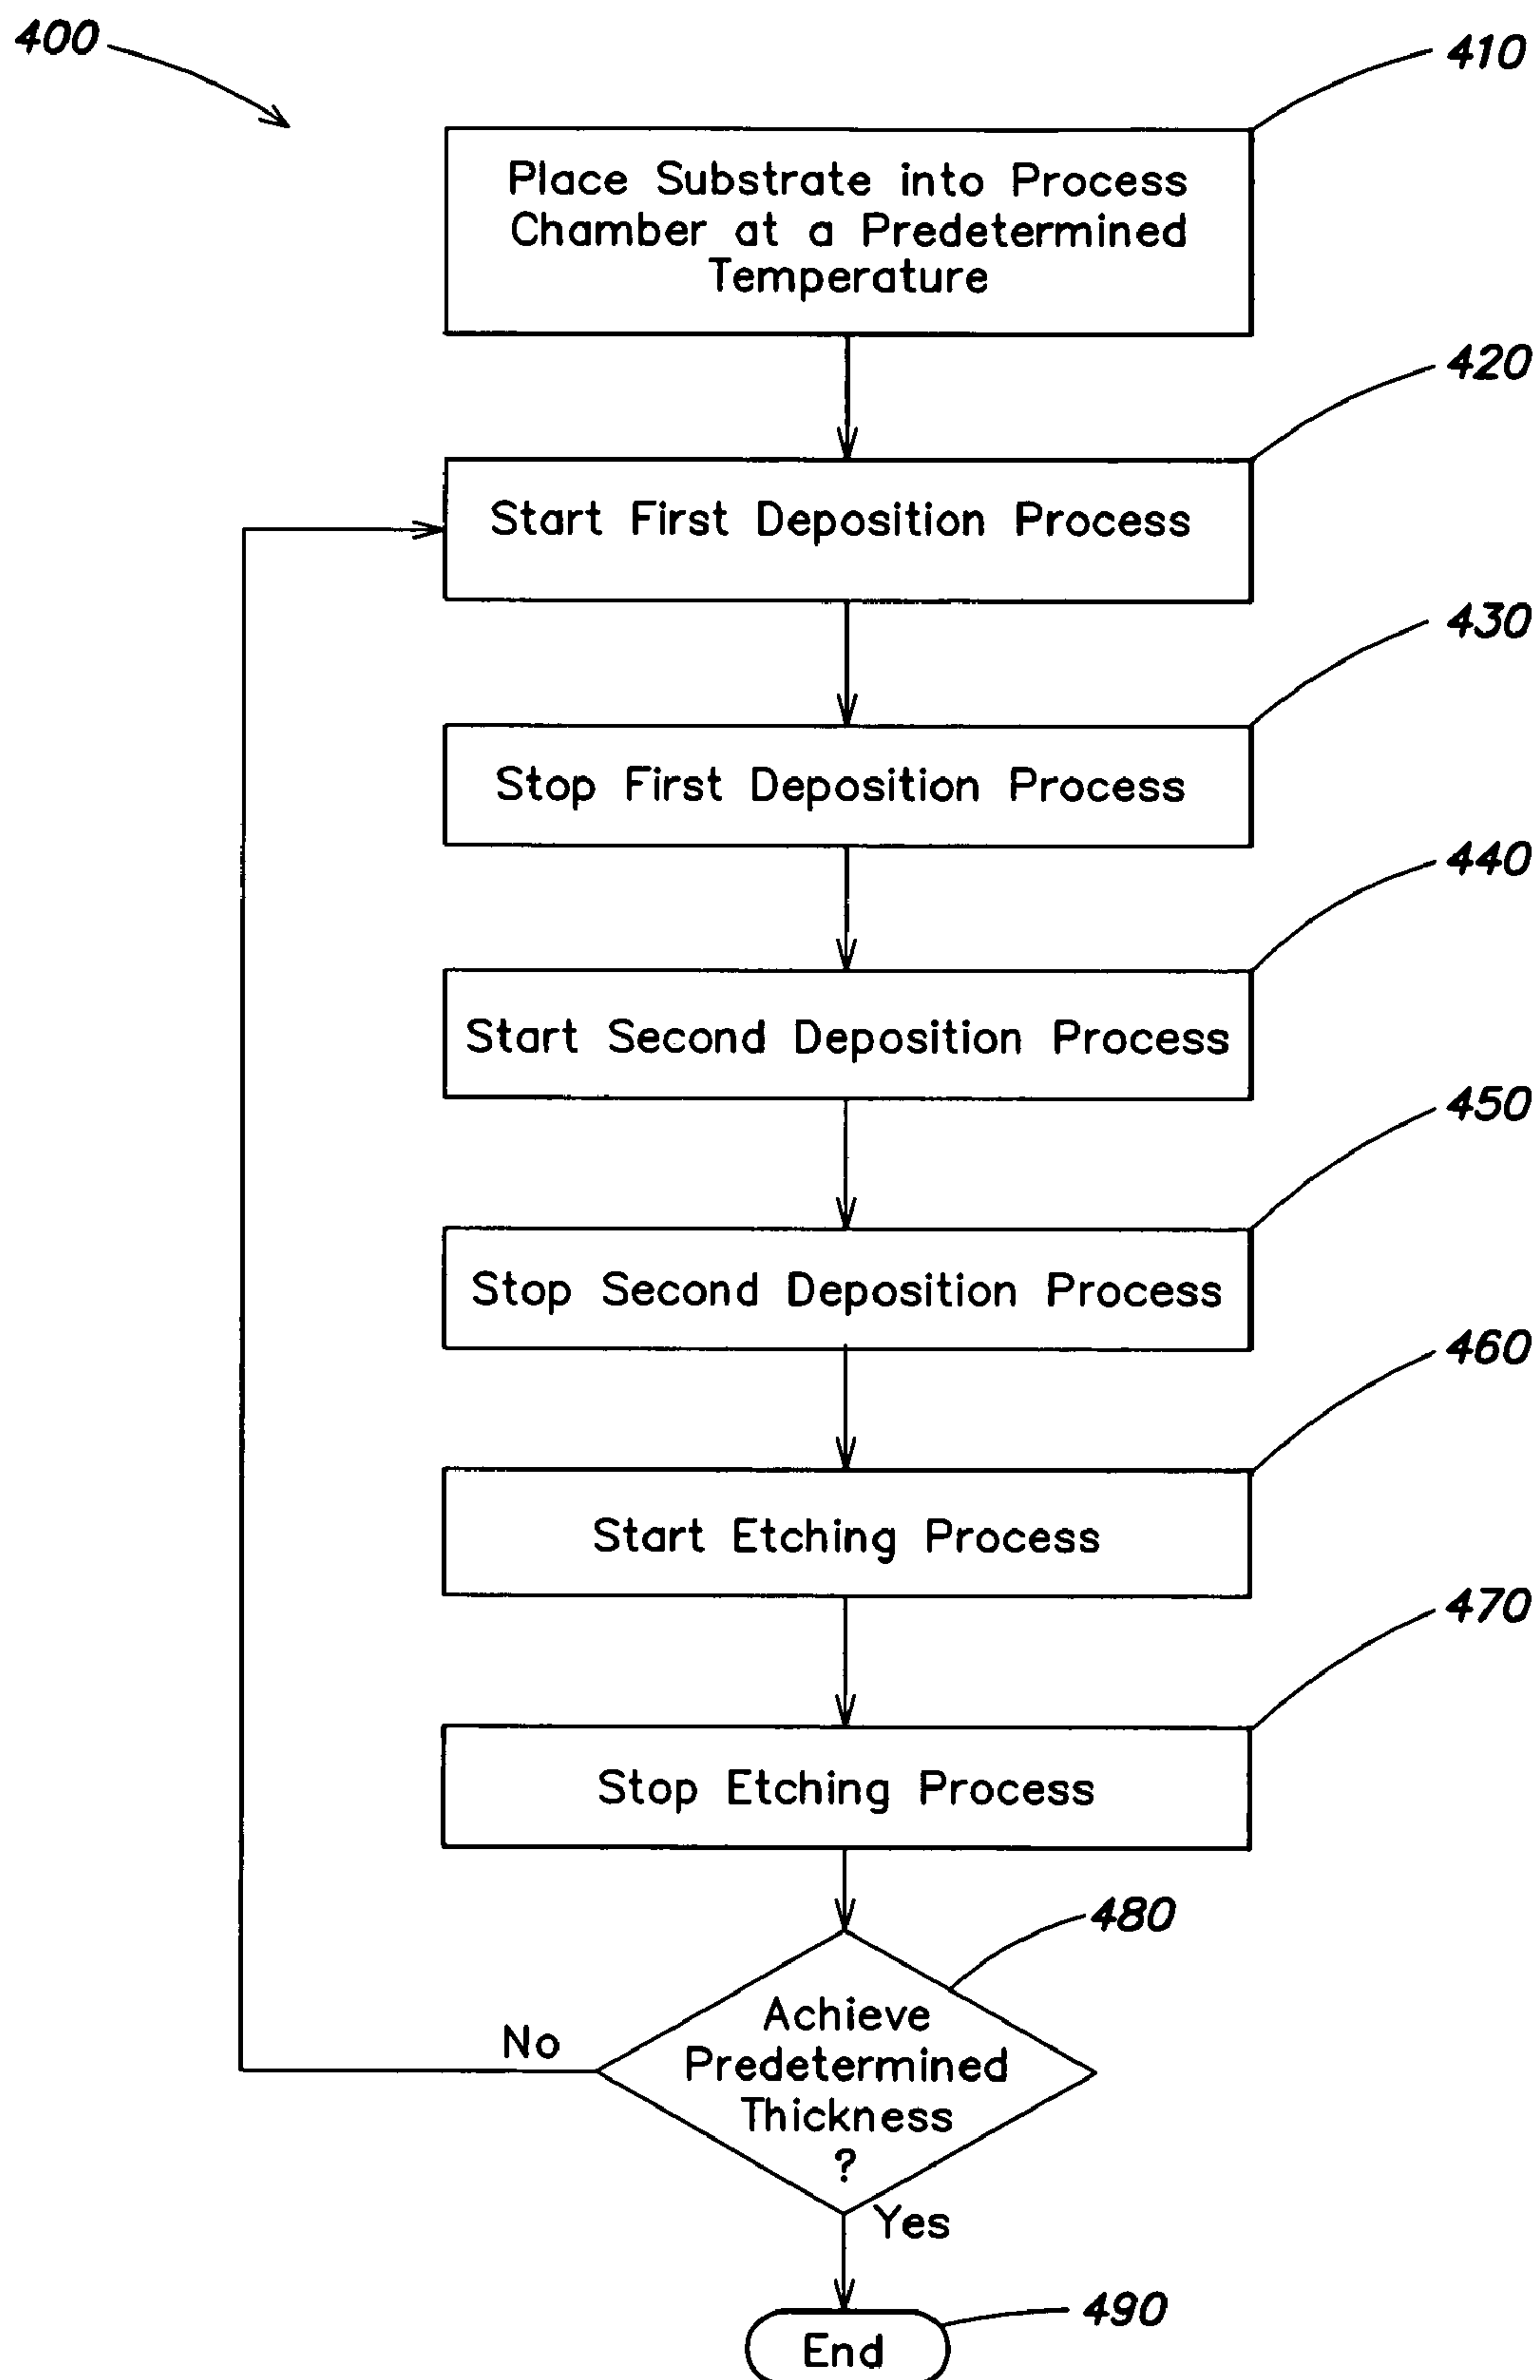 400
410
Place Substrate into Process
Chamber at a Predetermined
Temperature
420
Start First Deposition Process
430
Stop First Deposition Process
440
Start Second Deposition Process
450
Stop Second Deposition Process
460
Start Etching Process
470
Stop Etching Process
480
Achieve
Predetermined
Thickness
?
No
Yes
490
End